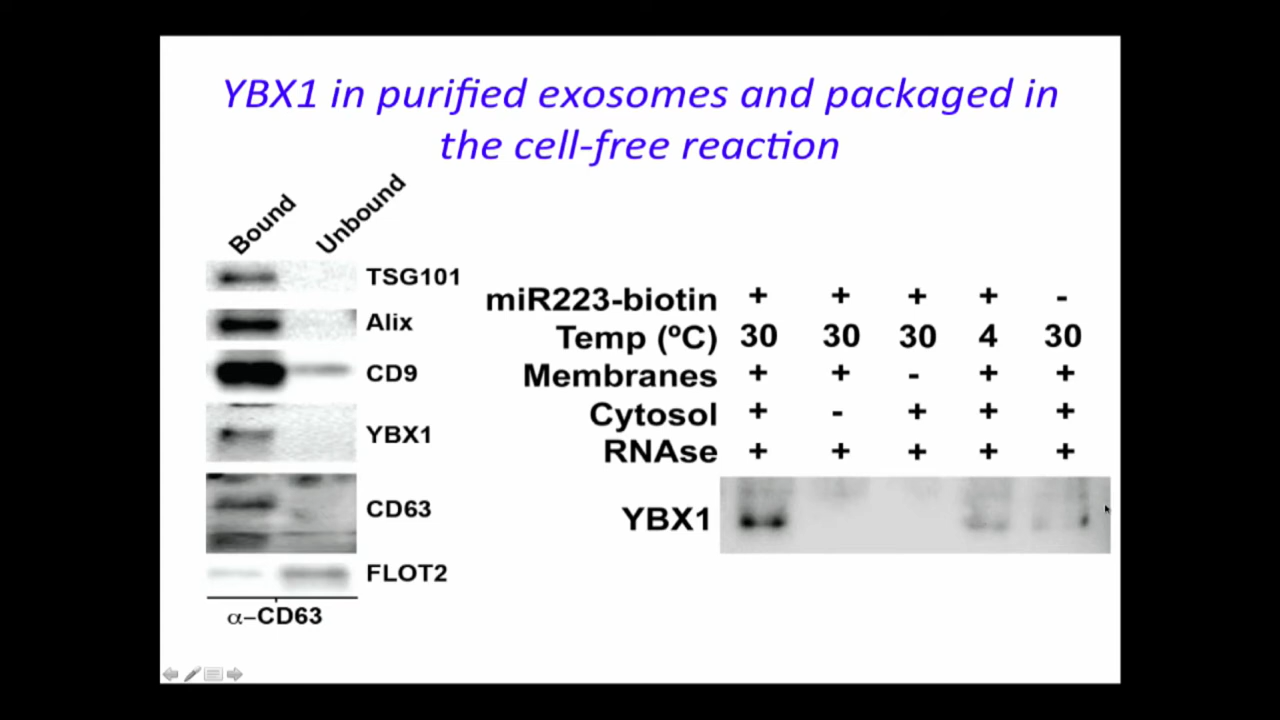 YBX1 in purified exosomes and packaged in
the cell-free reaction
Bound Unbound
TSG101
Alix
CD9
YBX1
CD63
FLOT2
α–CD63
miR223-biotin + + + + -
Temp (ºC) 30 30 30 4 30
Membranes + + - + +
Cytosol + - + + +
RNAse + + + + +
YBX1